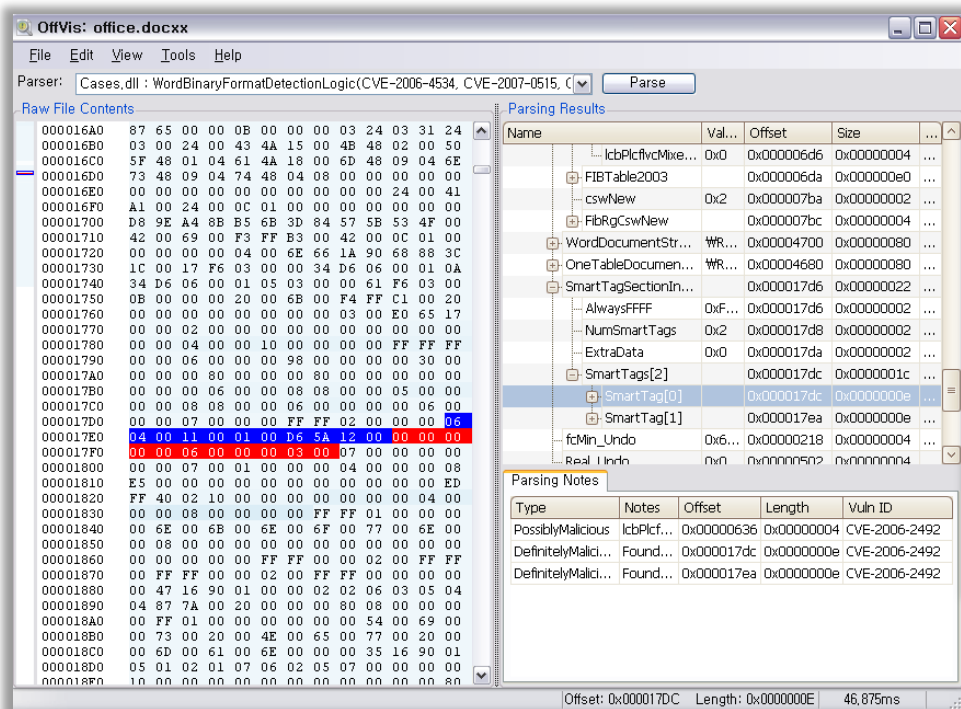 OffVis: office.docxx
File Edit View Tools Help
Parser: Cases.dll : WordBinaryFormatDetectionLogic(CVE-2006-4534, CVE-2007-0515, C Parse
Raw File Contents
000016A0 87 65 00 00 0B 00 00 00 03 24 03 31 24
000016B0 03 00 24 00 43 4A 15 00 4B 48 02 00 50
000016C0 5F 48 01 04 61 4A 18 00 6D 48 09 04 6E
000016D0 73 48 09 04 74 48 04 08 00 00 00 00 00
000016E0 00 00 00 00 00 00 00 00 00 00 24 00 41
000016F0 A1 00 24 00 0C 01 00 00 00 00 00 00 00
00001700 D8 9E A4 8B B5 6B 3D 84 57 5B 53 4F 00
00001710 42 00 69 00 F3 FF B3 00 42 00 0C 01 00
00001720 00 00 00 00 04 00 6E 66 1A 90 68 88 3C
00001730 1C 00 17 F6 03 00 00 34 D6 06 00 01 0A
00001740 34 D6 06 00 01 05 03 00 00 61 F6 03 00
00001750 0B 00 00 00 20 00 6B 00 F4 FF C1 00 20
00001760 00 00 00 00 00 00 00 00 03 00 E0 65 17
00001770 00 00 02 00 00 00 00 00 00 00 00 00 00
00001780 00 00 04 00 00 10 00 00 00 00 FF FF FF
00001790 00 00 06 00 00 00 98 00 00 00 00 30 00
000017A0 00 00 80 00 00 00 80 00 00 00 00 00 00
000017B0 00 00 00 06 00 00 08 08 00 00 05 00 00
000017C0 00 00 08 08 00 00 06 00 00 00 00 06 00
000017D0 00 00 07 00 00 00 FF FF 02 00 00 00 06
000017E0 04 00 11 00 01 00 D6 5A 12 00 00 00 00
000017F0 00 00 06 00 00 00 03 00 07 00 00 00 00
00001800 00 00 07 00 01 00 00 00 04 00 00 00 08
00001810 E5 00 00 00 00 00 00 00 00 00 00 00 ED
00001820 FF 40 02 10 00 00 00 00 00 00 00 04 00
00001830 00 00 08 00 00 00 00 FF FF 01 00 00 00
00001840 00 6E 00 6B 00 6E 00 6F 00 77 00 6E 00
00001850 00 08 00 00 00 00 00 00 00 00 00 00 00
00001860 00 00 00 00 00 FF FF 00 00 02 00 FF FF
00001870 00 FF FF 00 00 02 00 FF FF 00 00 00 00
00001880 00 47 16 90 01 00 00 02 02 06 03 05 04
00001890 04 87 7A 00 20 00 00 00 80 08 00 00 00
000018A0 00 FF 01 00 00 00 00 00 00 54 00 69 00
000018B0 00 73 00 20 00 4E 00 65 00 77 00 20 00
000018C0 00 6D 00 61 00 6E 00 00 00 35 16 90 01
000018D0 05 01 02 01 07 06 02 05 07 00 00 00 00
000018E0 10 00 00 00 00 00 00 00 00 00 00 00 80
Parsing Results
Name Val... Offset Size ...
lcbPlcflvcMixe... 0x0 0x000006d6 0x00000004 ...
FIBTable2003 0x000006da 0x000000e0 ...
cswNew 0x2 0x000007ba 0x00000002 ...
FibRgCswNew 0x000007bc 0x00000004 ...
WordDocumentStr... ₩R... 0x00004700 0x00000080 ...
OneTableDocumen... ₩R... 0x00004680 0x00000080 ...
SmartTagSectionIn... 0x000017d6 0x00000022 ...
AlwaysFFFF 0xF... 0x000017d6 0x00000002 ...
NumSmartTags 0x2 0x000017d8 0x00000002 ...
ExtraData 0x0 0x000017da 0x00000002 ...
SmartTags[2] 0x000017dc 0x0000001c ...
SmartTag[0] 0x000017dc 0x0000000e ...
SmartTag[1] 0x000017ea 0x0000000e ...
fcMin_Undo 0x6... 0x00000218 0x00000004 ...
Real_Undo 0x0 0x00000502 0x00000004 ...
Parsing Notes
Type Notes Offset Length Vuln ID
PossiblyMalicious lcbPlcf... 0x00000636 0x00000004 CVE-2006-2492
DefinitelyMalici... Found... 0x000017dc 0x0000000e CVE-2006-2492
DefinitelyMalici... Found... 0x000017ea 0x0000000e CVE-2006-2492
Offset: 0x000017DC Length: 0x0000000E 46,875ms